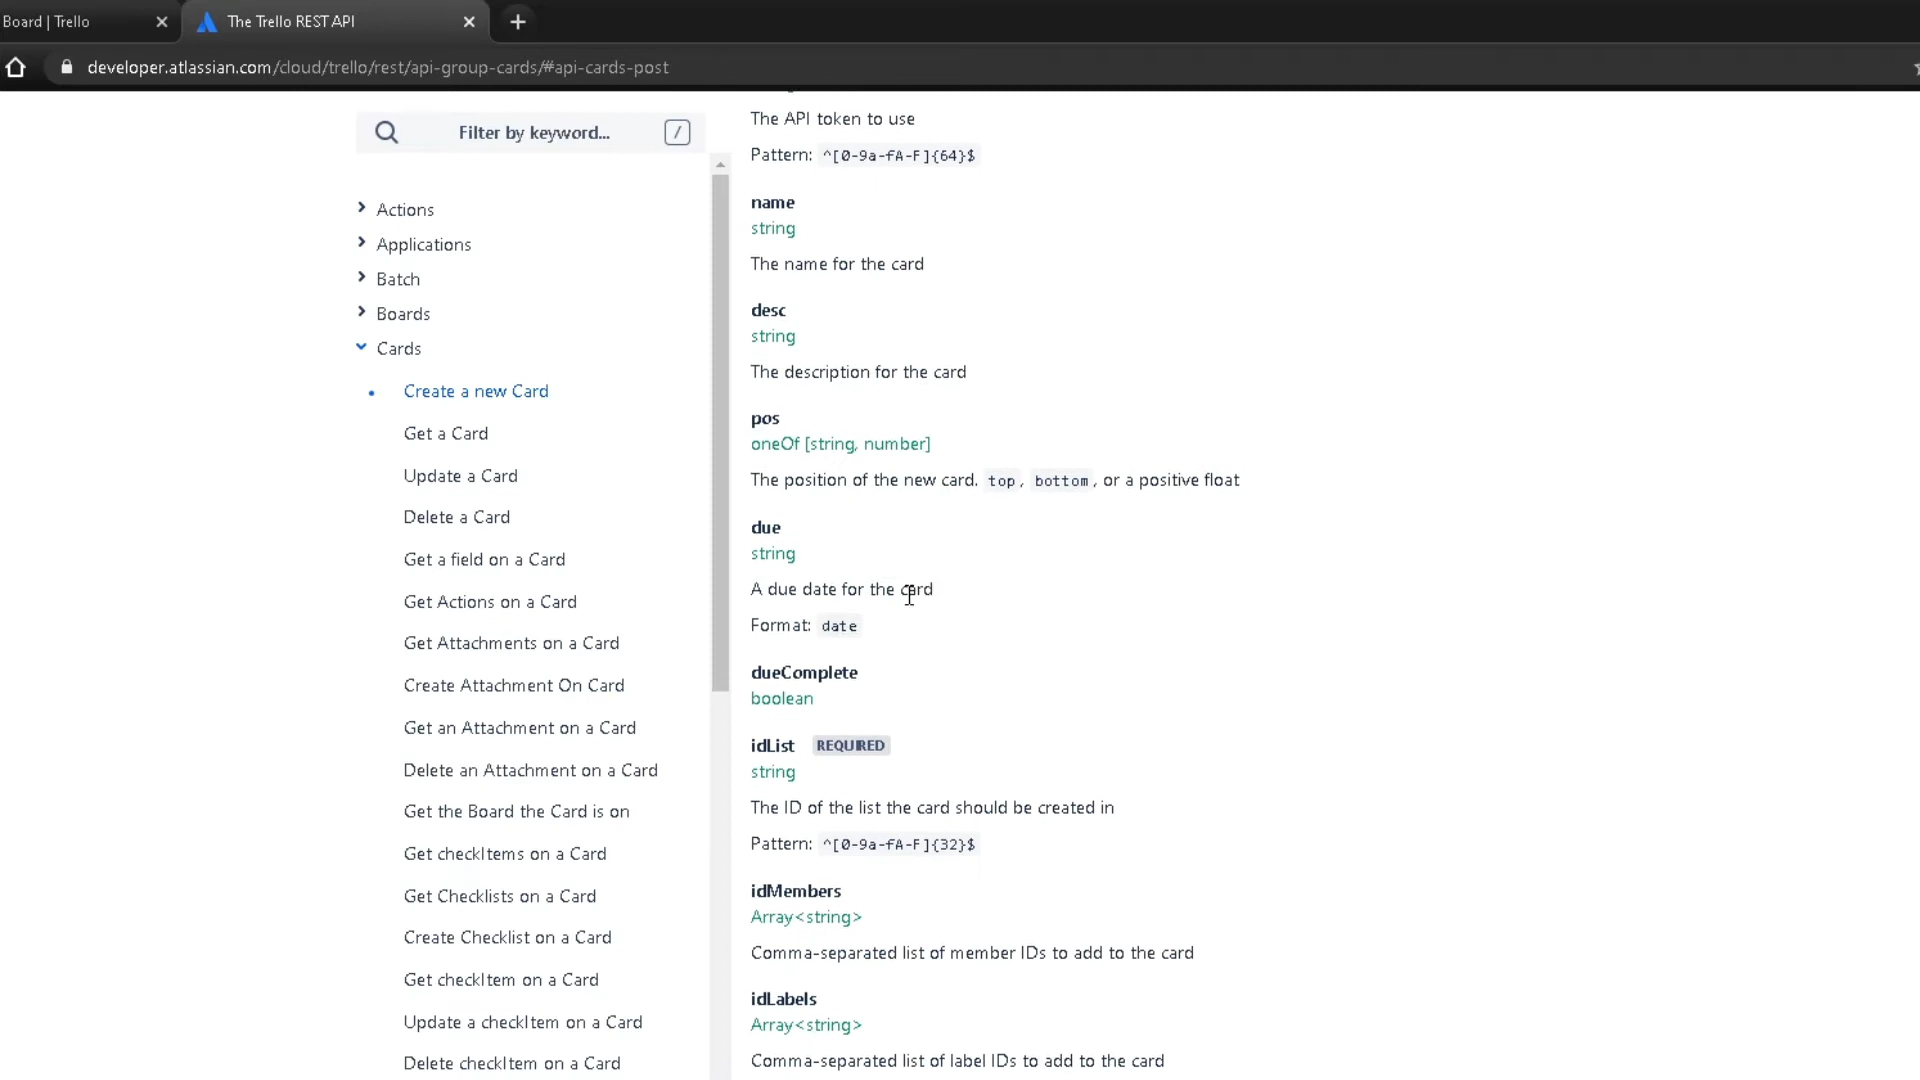 Board | Trello
The Trello REST API
developer.atlassian.com/cloud/trello/rest/api-group-cards/#api-cards-post
Filter by keyword... /
Actions
Applications
Batch
Boards
Cards
Create a new Card
Get a Card
Update a Card
Delete a Card
Get a field on a Card
Get Actions on a Card
Get Attachments on a Card
Create Attachment On Card
Get an Attachment on a Card
Delete an Attachment on a Card
Get the Board the Card is on
Get checkItems on a Card
Get Checklists on a Card
Create Checklist on a Card
Get checkItem on a Card
Update a checkItem on a Card
Delete checkItem on a Card
The API token to use
Pattern: ^[0-9a-fA-F]{64}$
name
string
The name for the card
desc
string
The description for the card
pos
oneOf [string, number]
The position of the new card. top, bottom, or a positive float
due
string
A due date for the card
Format: date
dueComplete
boolean
idList REQUIRED
string
The ID of the list the card should be created in
Pattern: ^[0-9a-fA-F]{32}$
idMembers
Array<string>
Comma-separated list of member IDs to add to the card
idLabels
Array<string>
Comma-separated list of label IDs to add to the card